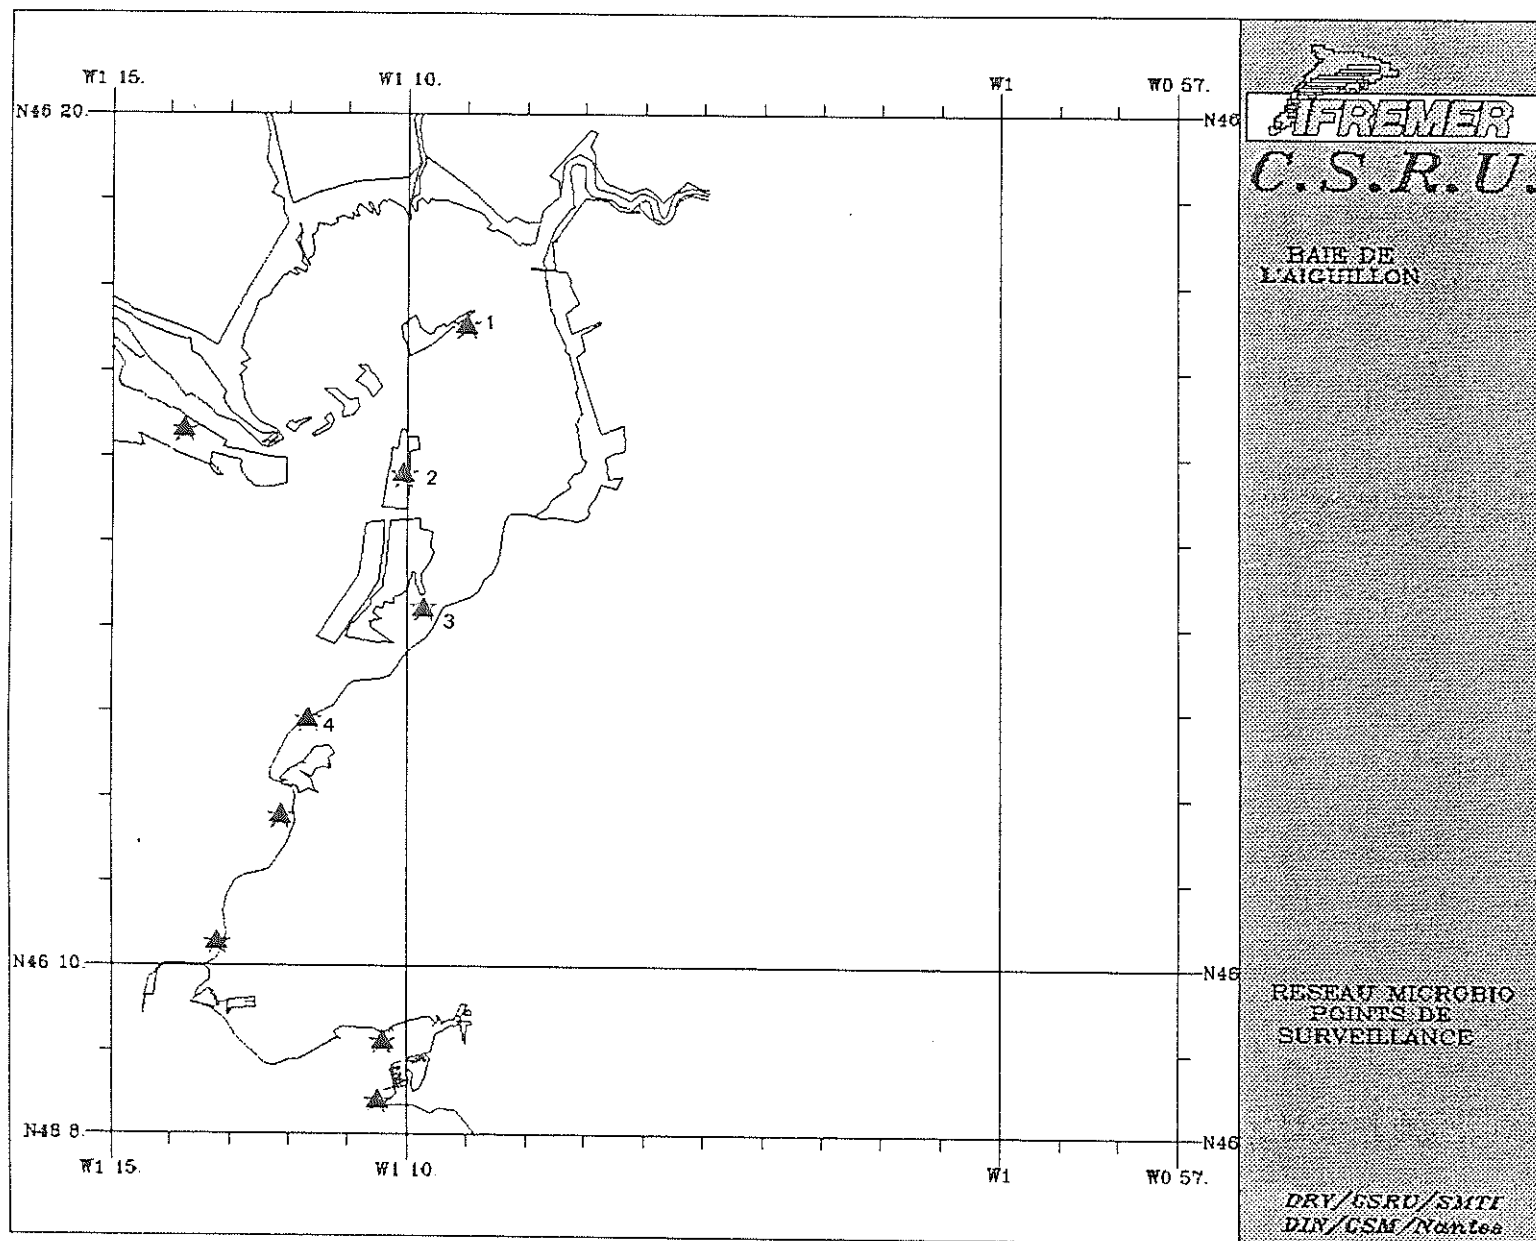 W1 15.
W1 10.
W1
W0 57.
N46 20.
N46
IFREMER
C.S.R.U.
BAIE DE
L'AIGUILLON
1
2
3
4
N46 10.
N46
RESEAU MICROBIO
POINTS DE
SURVEILLANCE
N46 8.
N46
W1 15.
W1 10.
W1
W0 57.
DRV/CSRU/SMTI
DIN/CSM/Nantes